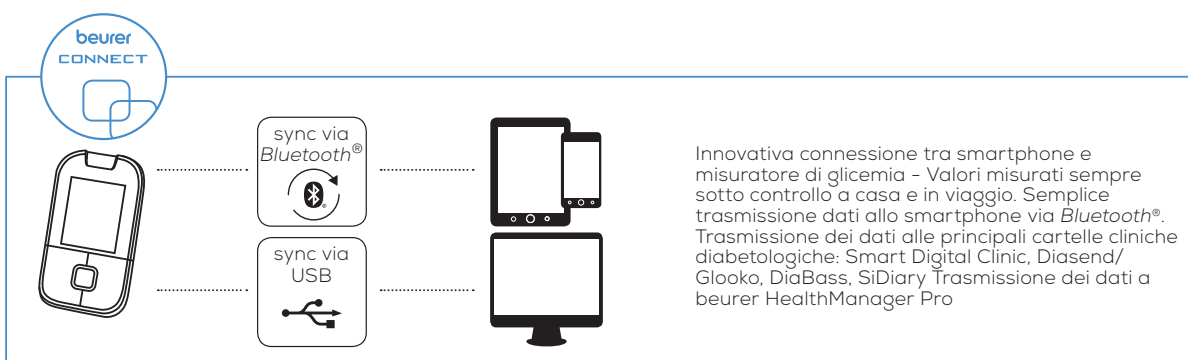 beurer
CONNECT
sync via
Bluetooth®
sync via
USB
Innovativa connessione tra smartphone e
misuratore di glicemia - Valori misurati sempre
sotto controllo a casa e in viaggio. Semplice
trasmissione dati allo smartphone via Bluetooth®.
Trasmissione dei dati alle principali cartelle cliniche
diabetologiche: Smart Digital Clinic, Diasend/
Glooko, DiaBass, SiDiary Trasmissione dei dati a
beurer HealthManager Pro